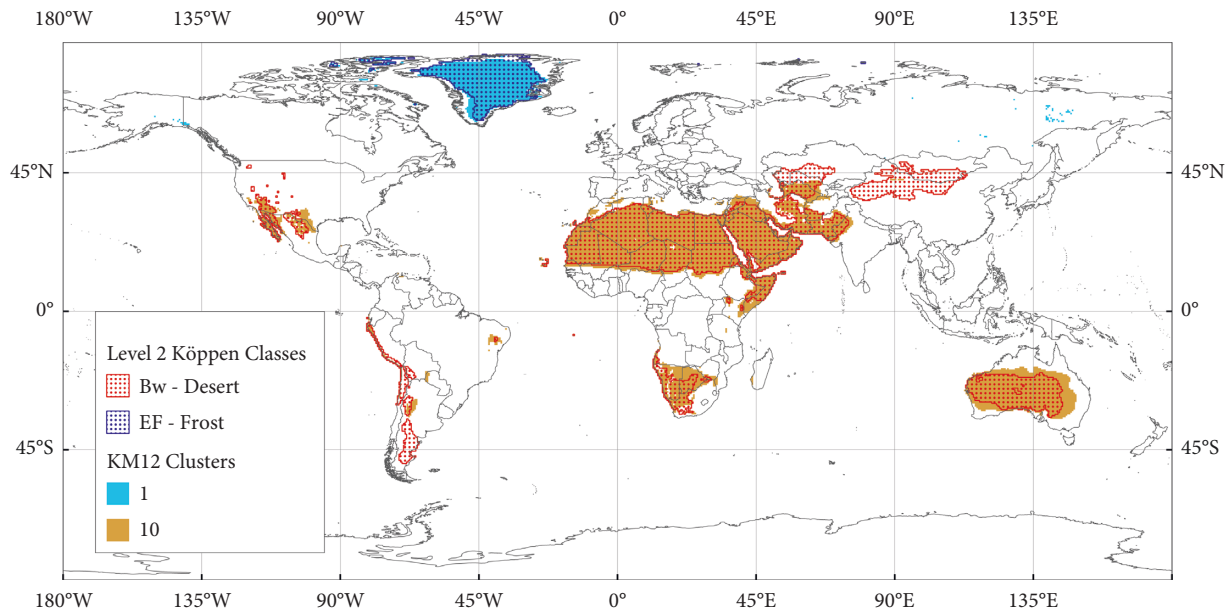 180°W 135°W 90°W 45°W 0° 45°E 90°E 135°E
45°N 45°N
0° 0°
Level 2 Köppen Classes
Bw - Desert
EF - Frost
45°S 45°S
KM12 Clusters
1
10
180°W 135°W 90°W 45°W 0° 45°E 90°E 135°E